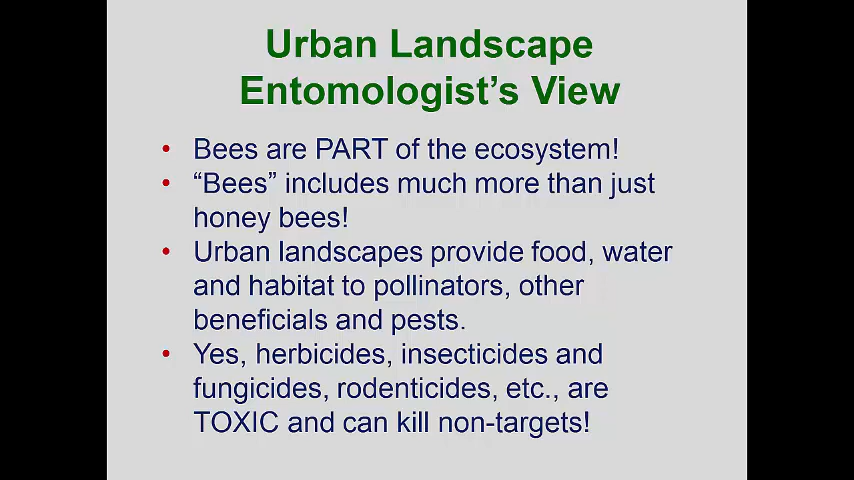 Urban Landscape
Entomologist’s View
• Bees are PART of the ecosystem!
• “Bees” includes much more than just
honey bees!
• Urban landscapes provide food, water
and habitat to pollinators, other
beneficials and pests.
• Yes, herbicides, insecticides and
fungicides, rodenticides, etc., are
TOXIC and can kill non-targets!